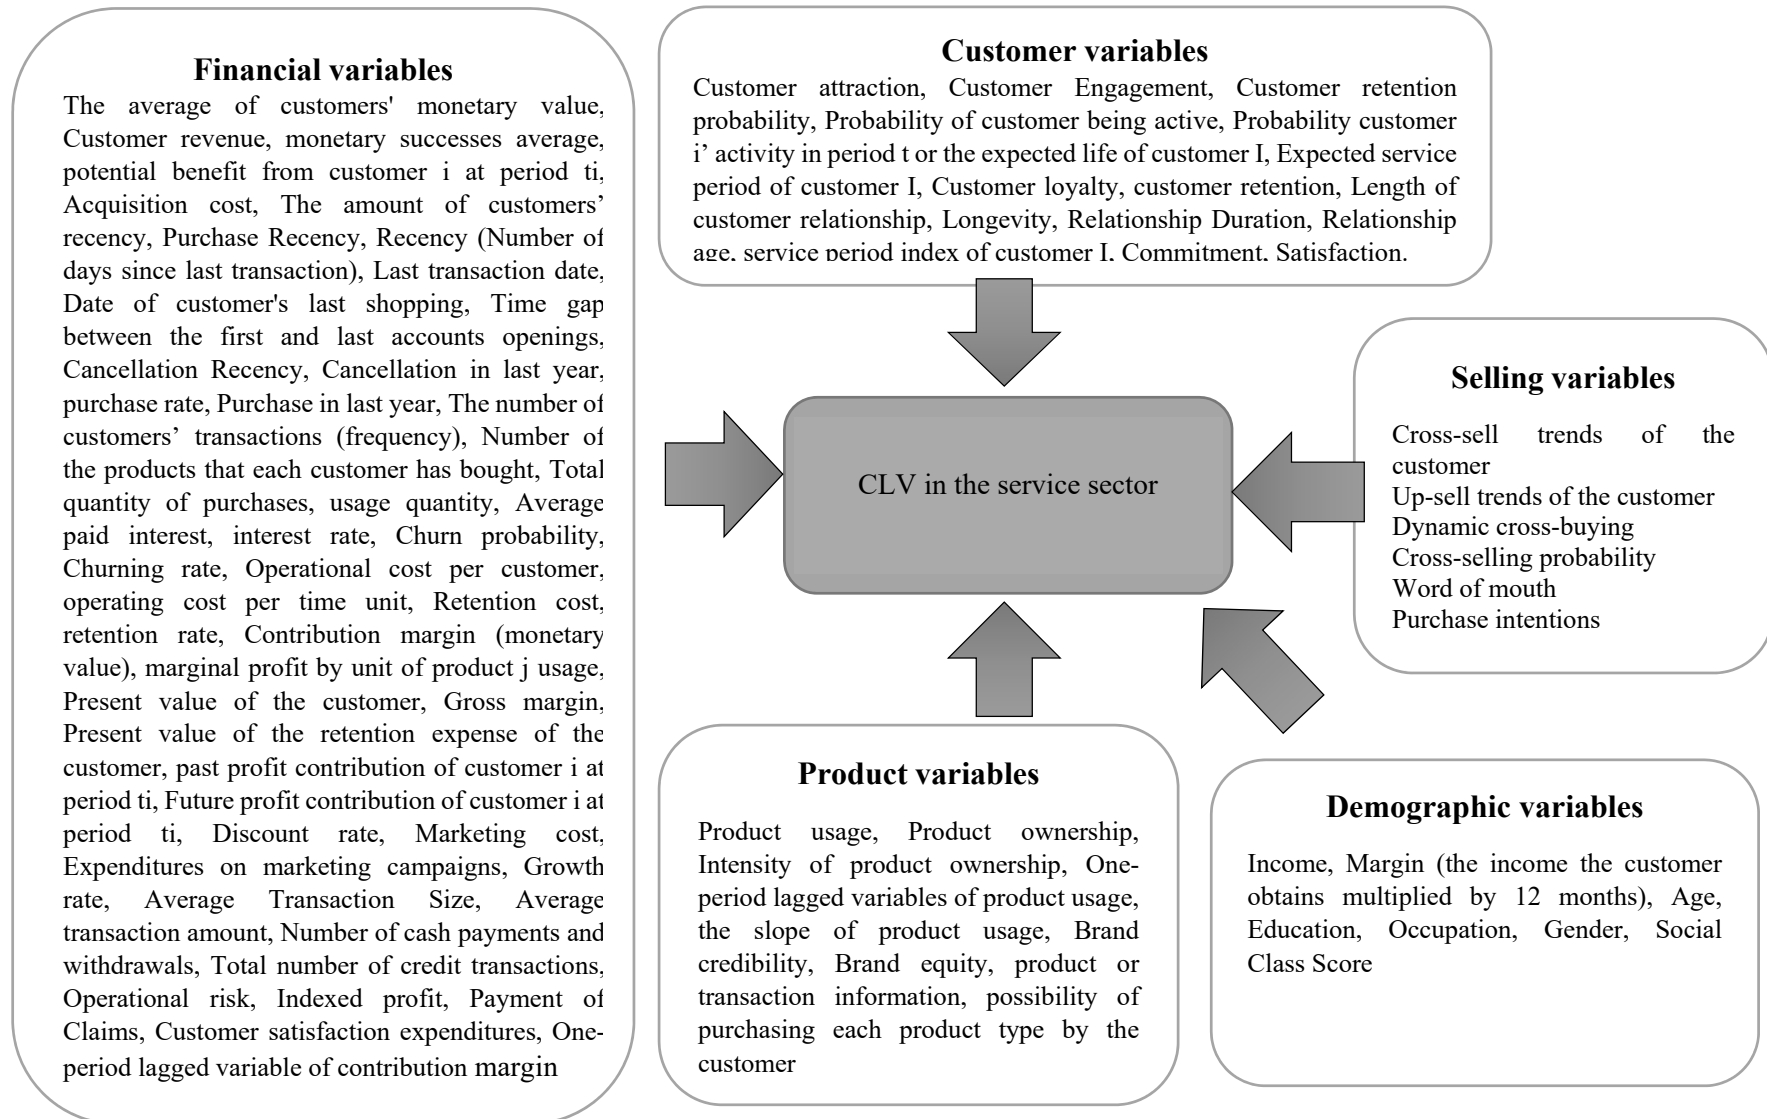 Financial variables
The average of customers' monetary value,
Customer revenue, monetary successes average,
potential benefit from customer i at period ti,
Acquisition cost, The amount of customers’
recency, Purchase Recency, Recency (Number of
days since last transaction), Last transaction date,
Date of customer's last shopping, Time gap
between the first and last accounts openings,
Cancellation Recency, Cancellation in last year,
purchase rate, Purchase in last year, The number of
customers’ transactions (frequency), Number of
the products that each customer has bought, Total
quantity of purchases, usage quantity, Average
paid interest, interest rate, Churn probability,
Churning rate, Operational cost per customer,
operating cost per time unit, Retention cost,
retention rate, Contribution margin (monetary
value), marginal profit by unit of product j usage,
Present value of the customer, Gross margin,
Present value of the retention expense of the
customer, past profit contribution of customer i at
period ti, Future profit contribution of customer i at
period ti, Discount rate, Marketing cost,
Expenditures on marketing campaigns, Growth
rate, Average Transaction Size, Average
transaction amount, Number of cash payments and
withdrawals, Total number of credit transactions,
Operational risk, Indexed profit, Payment of
Claims, Customer satisfaction expenditures, One-
period lagged variable of contribution margin
Customer variables
Customer attraction, Customer Engagement, Customer retention
probability, Probability of customer being active, Probability customer
i’ activity in period t or the expected life of customer I, Expected service
period of customer I, Customer loyalty, customer retention, Length of
customer relationship, Longevity, Relationship Duration, Relationship
age, service period index of customer I, Commitment, Satisfaction.
CLV in the service sector
Selling variables
Cross-sell trends of the
customer
Up-sell trends of the customer
Dynamic cross-buying
Cross-selling probability
Word of mouth
Purchase intentions
Product variables
Product usage, Product ownership,
Intensity of product ownership, One-
period lagged variables of product usage,
the slope of product usage, Brand
credibility, Brand equity, product or
transaction information, possibility of
purchasing each product type by the
customer
Demographic variables
Income, Margin (the income the customer
obtains multiplied by 12 months), Age,
Education, Occupation, Gender, Social
Class Score